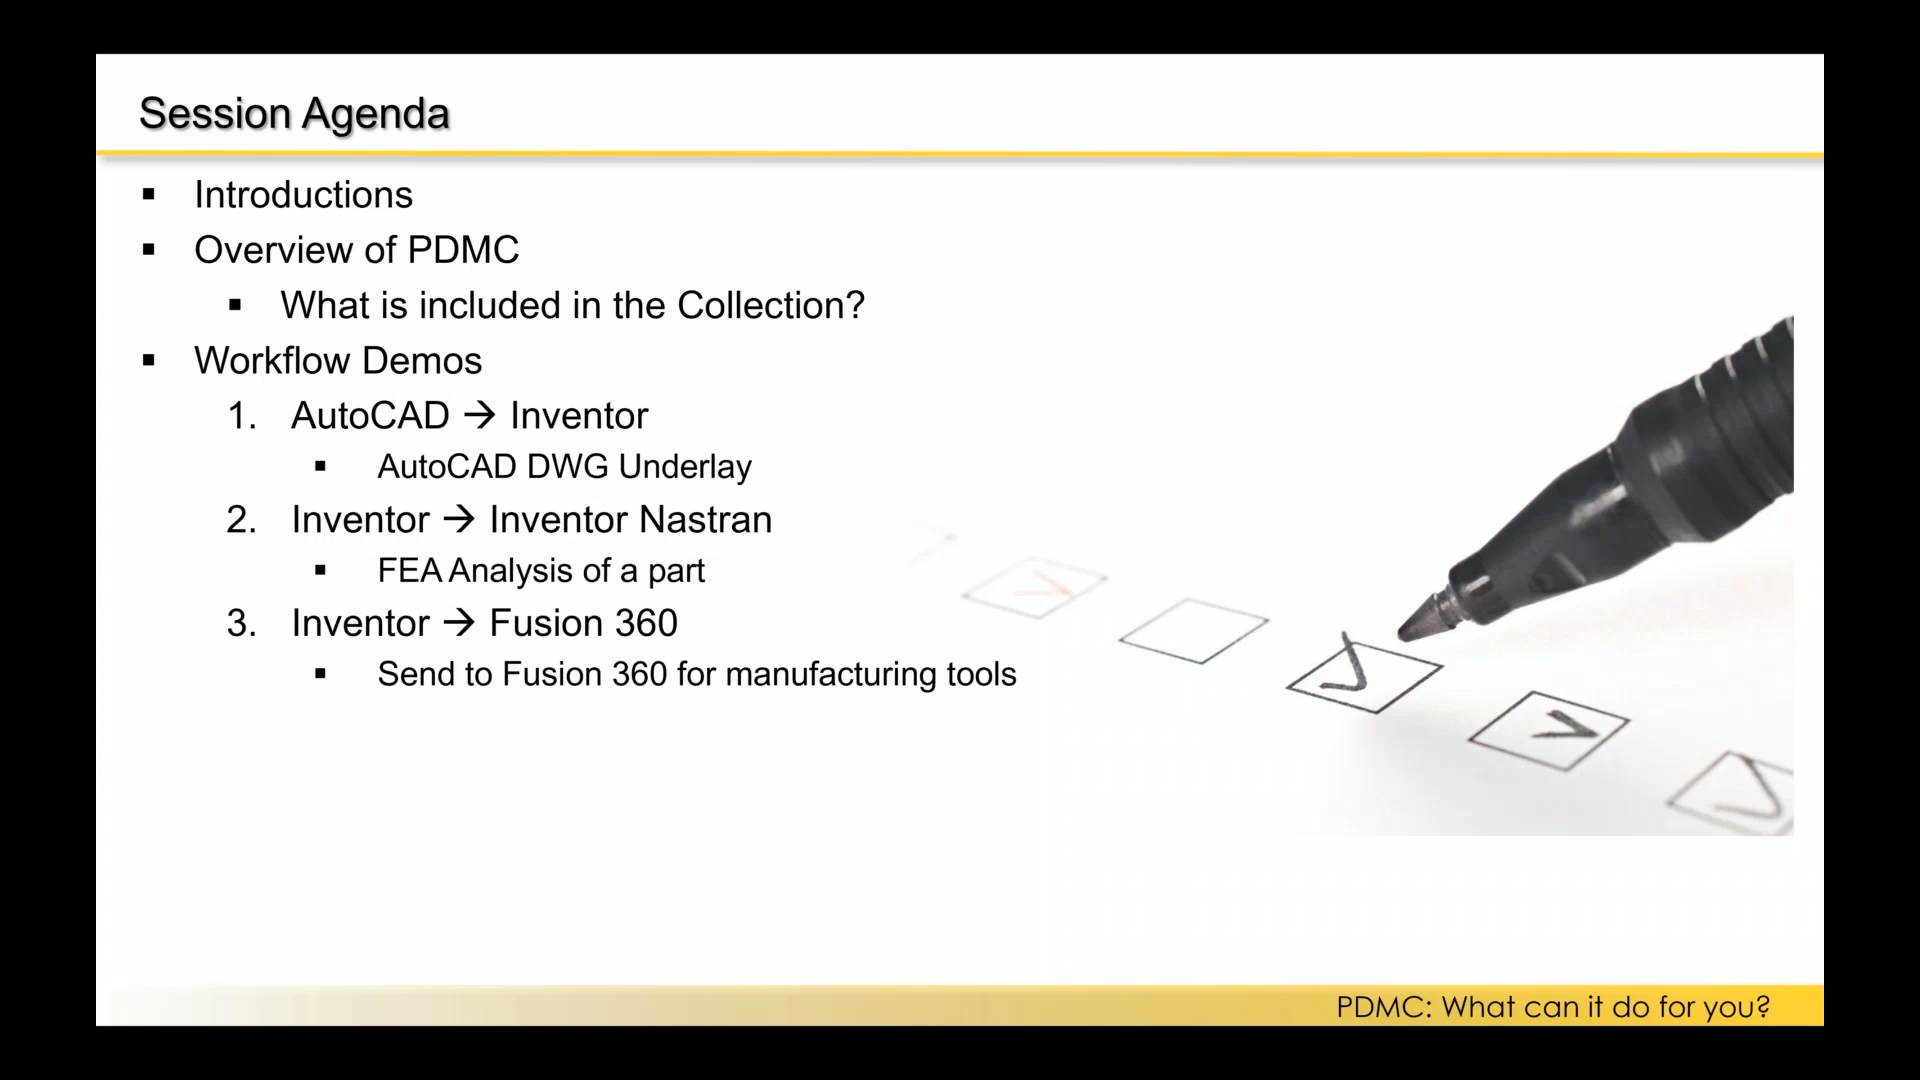 Session Agenda
▪ Introductions
▪ Overview of PDMC
▪ What is included in the Collection?
▪ Workflow Demos
1. AutoCAD → Inventor
▪ AutoCAD DWG Underlay
2. Inventor → Inventor Nastran
▪ FEA Analysis of a part
3. Inventor → Fusion 360
▪ Send to Fusion 360 for manufacturing tools
PDMC: What can it do for you?